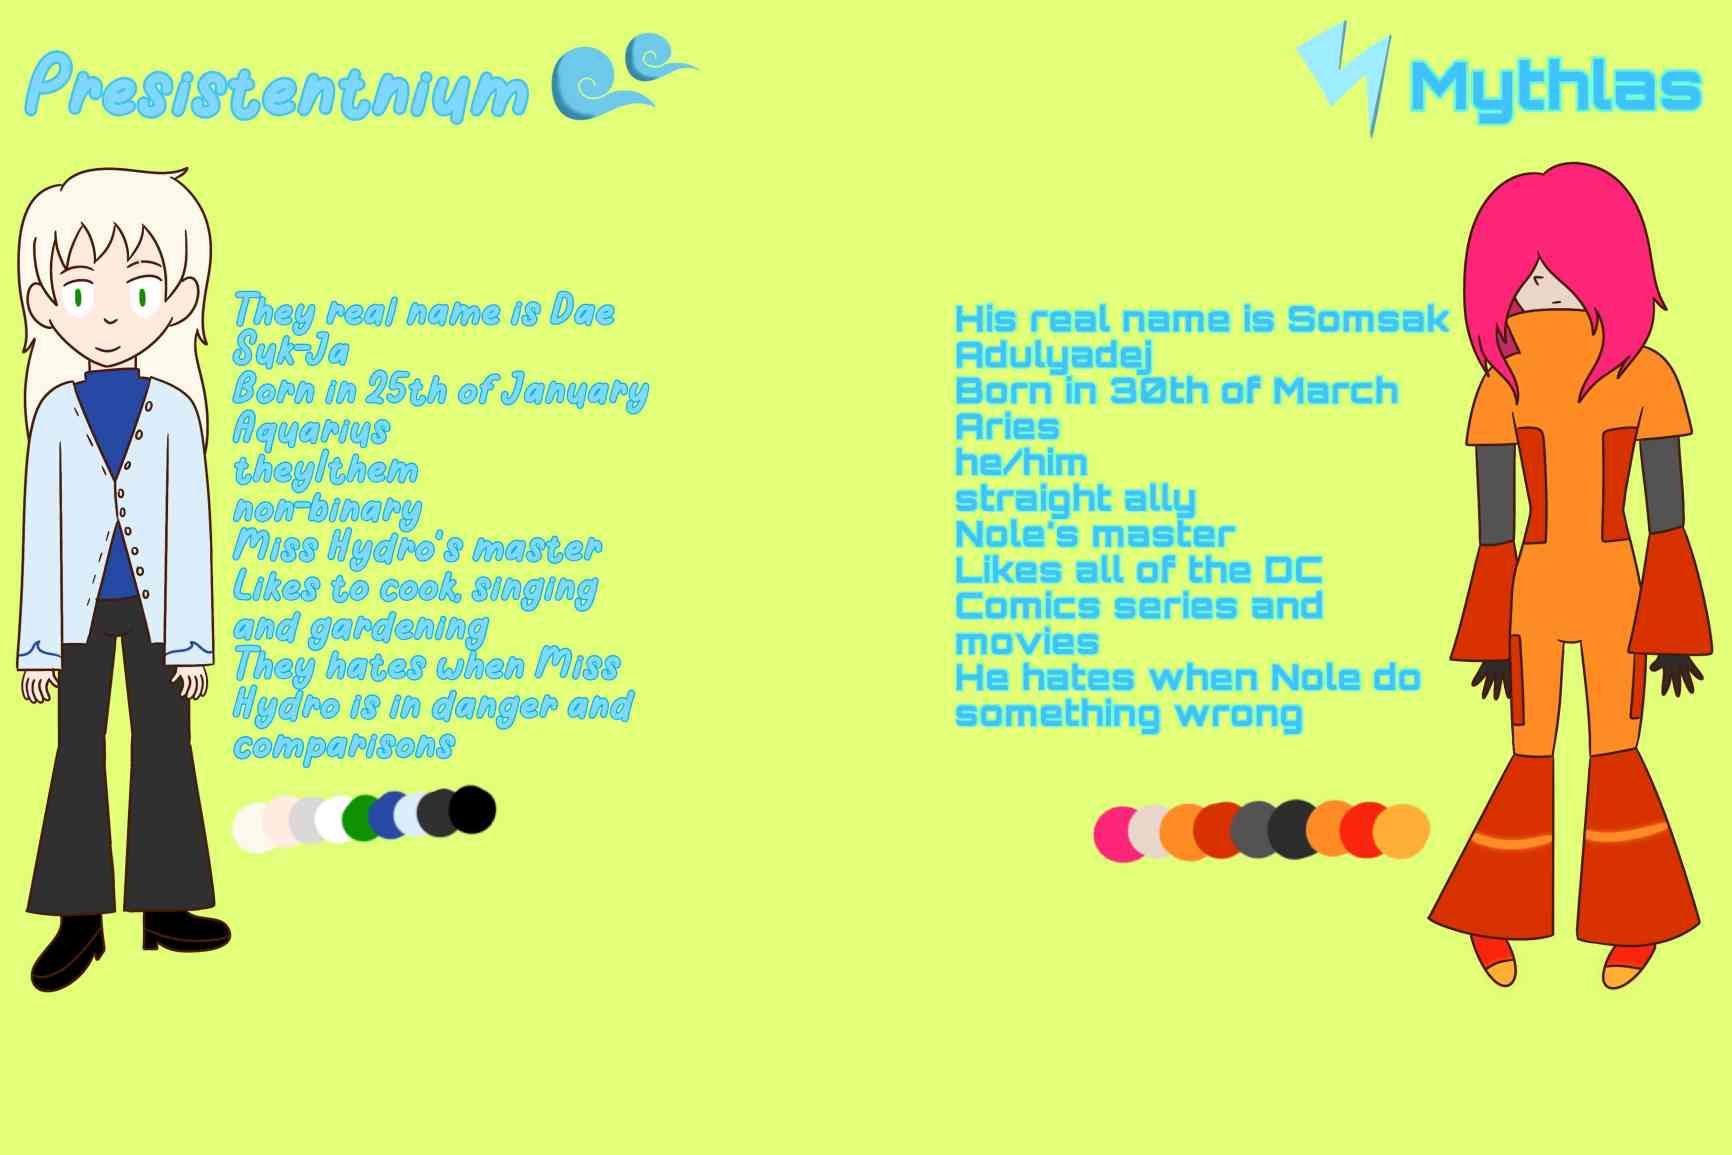 Presistentnium
They real name is Dae
Suk-Ja
Born in 25th of January
Aquarius
they/them
non-binary
Miss Hydro's master
Likes to cook, singing
and gardening
They hates when Miss
Hydro is in danger and
comparisons
Mythlas
His real name is Somsak
Adulyadej
Born in 30th of March
Aries
he/him
straight ally
Nole's master
Likes all of the DC
Comics series and
movies
He hates when Nole do
something wrong